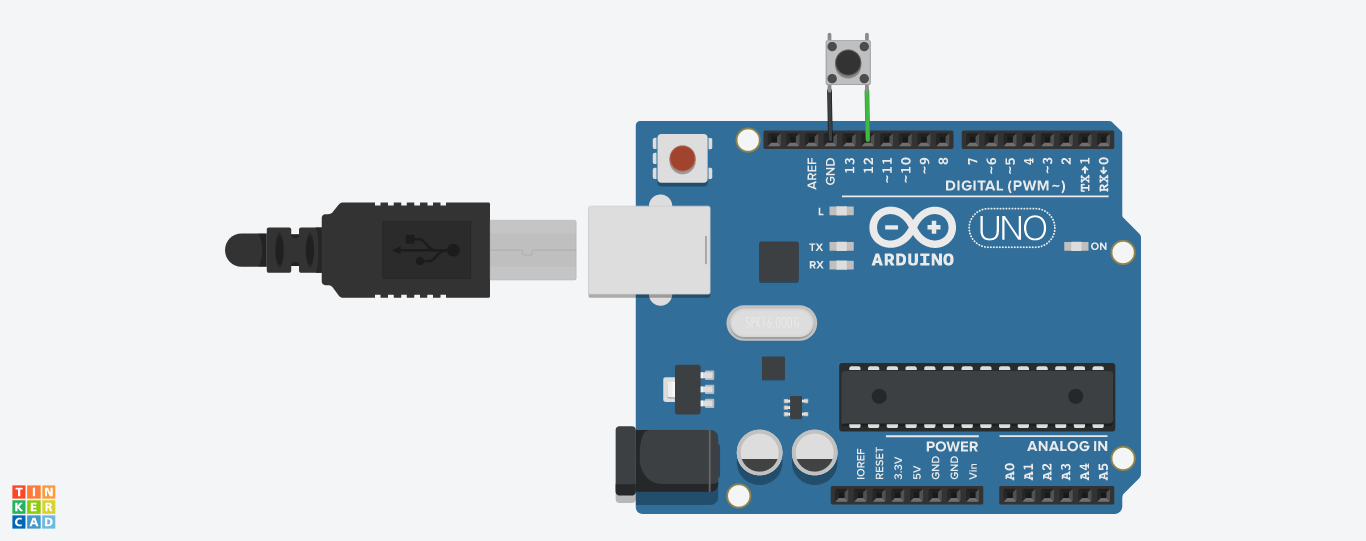 AREF
GND
13
12
~11
~10
~9
8
7
~6
~5
4
~3
2
TX→1
RX←0
DIGITAL (PWM~)
L
TX
RX
ARDUINO
UNO
ON
SPK16.000G
POWER
ANALOG IN
IOREF
RESET
3.3V
5V
GND
GND
Vin
A0
A1
A2
A3
A4
A5
TIN
KER
CAD